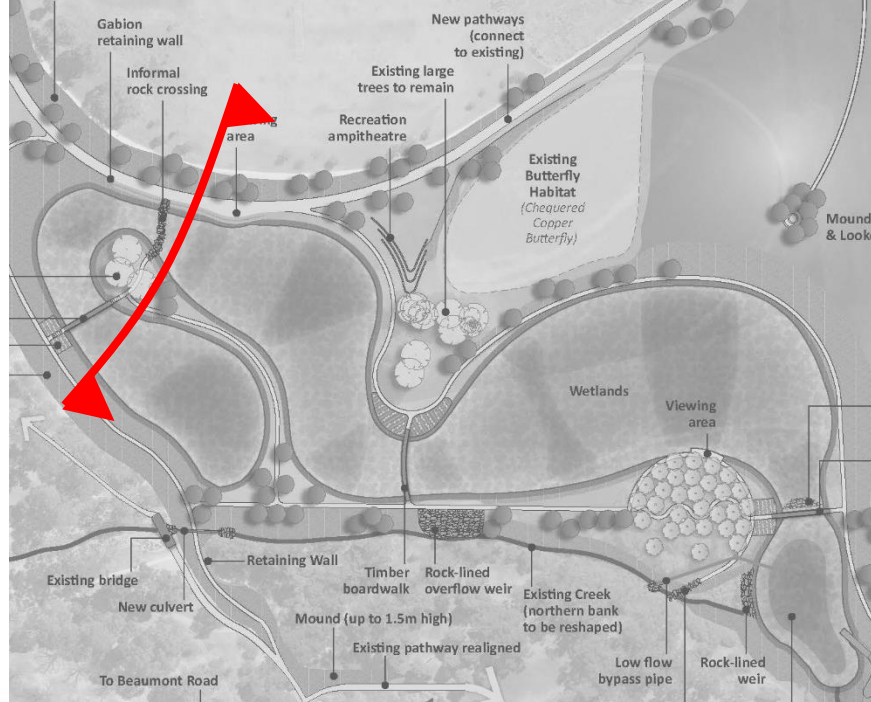 Gabion
retaining wall
Informal
rock crossing
area
New pathways
(connect
to existing)
Existing large
trees to remain
Recreation
ampitheatre
Existing
Butterfly
Habitat
(Chequered
Copper
Butterfly)
Mound
& Look
Wetlands
Viewing
area
Existing bridge
New culvert
Retaining Wall
Timber
boardwalk
Rock-lined
overflow weir
Existing Creek
(northern bank
to be reshaped)
Mound (up to 1.5m high)
Existing pathway realigned
Low flow
bypass pipe
Rock-lined
weir
To Beaumont Road